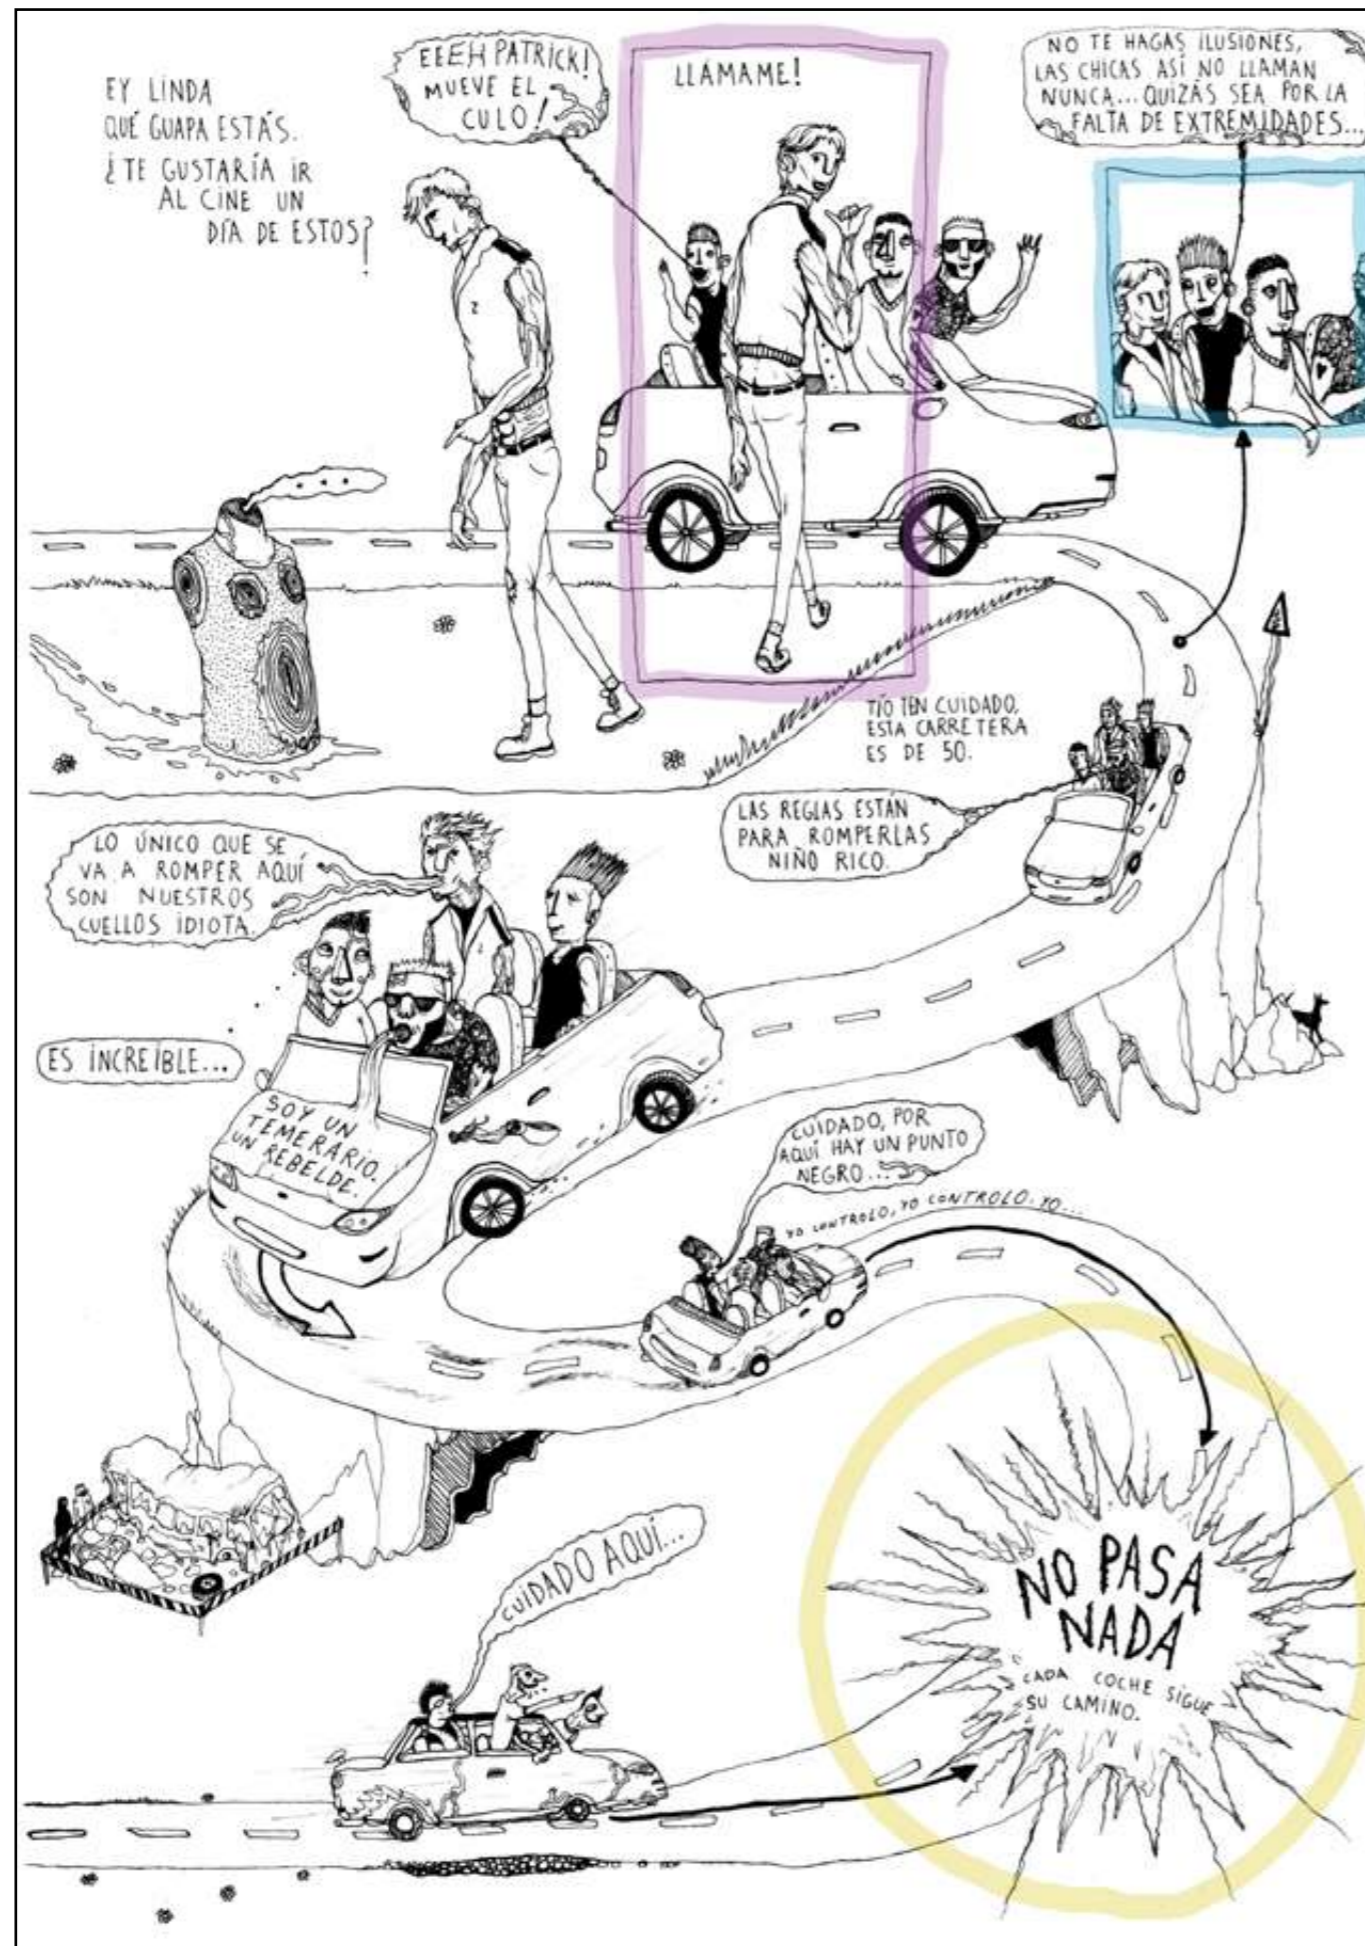 EY LINDA
QUÉ GUAPA ESTÁS.
¿TE GUSTARÍA IR
AL CINE UN
DÍA DE ESTOS?
EEEH PATRICK!
MUEVE EL
CULO!
LLÁMAME!
NO TE HAGAS ILUSIONES,
LAS CHICAS ASÍ NO LLAMAN
NUNCA... QUIZÁS SEA POR LA
FALTA DE EXTREMIDADES...
TÍO TEN CUIDADO,
ESTA CARRETERA
ES DE 50.
LAS REGLAS ESTÁN
PARA ROMPERLAS
NIÑO RICO.
LO ÚNICO QUE SE
VA A ROMPER AQUÍ
SON NUESTROS
CUELLOS IDIOTA.
ES INCREÍBLE...
SOY UN
TEMERARIO.
UN REBELDE.
CUIDADO, POR
AQUÍ HAY UN PUNTO
NEGRO...
YO CONTROLO, YO CONTROLO. YO...
CUIDADO AQUÍ...
NO PASA
NADA
CADA COCHE SIGUE
SU CAMINO.